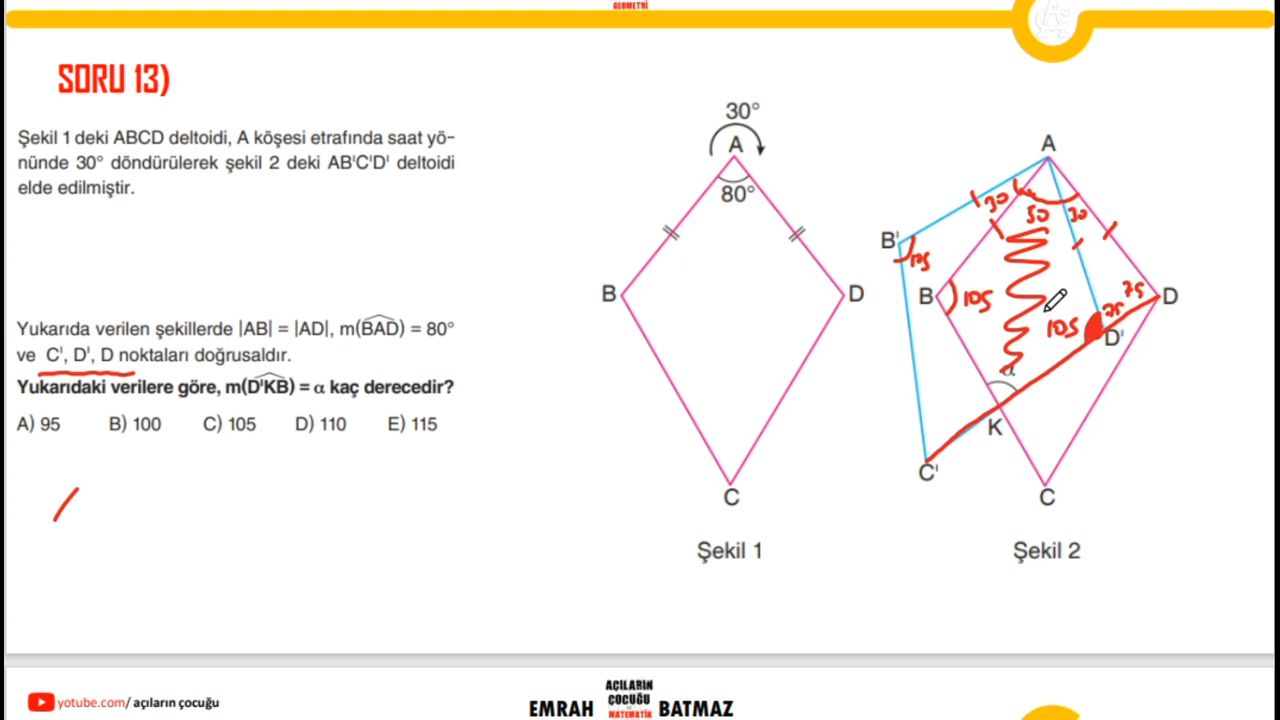 GEOMETRİ
SORU 13)
Şekil 1 deki ABCD deltoidi, A köşesi etrafında saat yö-
nünde 30° döndürülerek şekil 2 deki AB'C'D' deltoidi
elde edilmiştir.
Yukarıda verilen şekillerde |AB| = |AD|, m(BAD) = 80°
ve C', D', D noktaları doğrusaldır.
Yukarıdaki verilere göre, m(D'KB) = α kaç derecedir?
A) 95 B) 100 C) 105 D) 110 E) 115
30°
A
80°
B
D
C
Şekil 1
A
30
50
30
B'
105
B
105
75
D
75
105
D'
α
K
C'
C
Şekil 2
yotube.com/ açıların çocuğu
EMRAH
AÇILARIN
ÇOCUĞU
MATEMATİK
BATMAZ